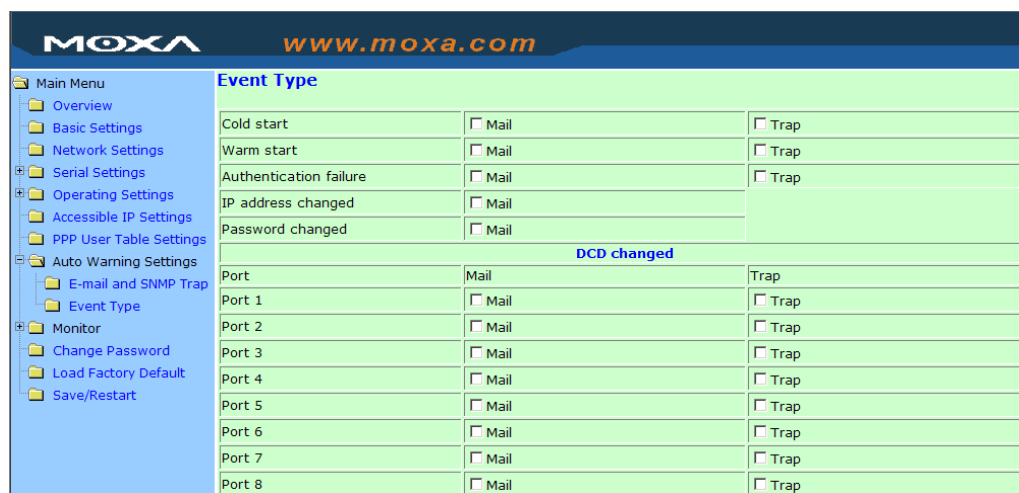 MOXA www.moxa.com
Main Menu
Overview
Basic Settings
Network Settings
Serial Settings
Operating Settings
Accessible IP Settings
PPP User Table Settings
Auto Warning Settings
E-mail and SNMP Trap
Event Type
Monitor
Change Password
Load Factory Default
Save/Restart
Event Type
Cold start Mail Trap
Warm start Mail Trap
Authentication failure Mail Trap
IP address changed Mail
Password changed Mail
DCD changed
Port Mail Trap
Port 1 Mail Trap
Port 2 Mail Trap
Port 3 Mail Trap
Port 4 Mail Trap
Port 5 Mail Trap
Port 6 Mail Trap
Port 7 Mail Trap
Port 8 Mail Trap